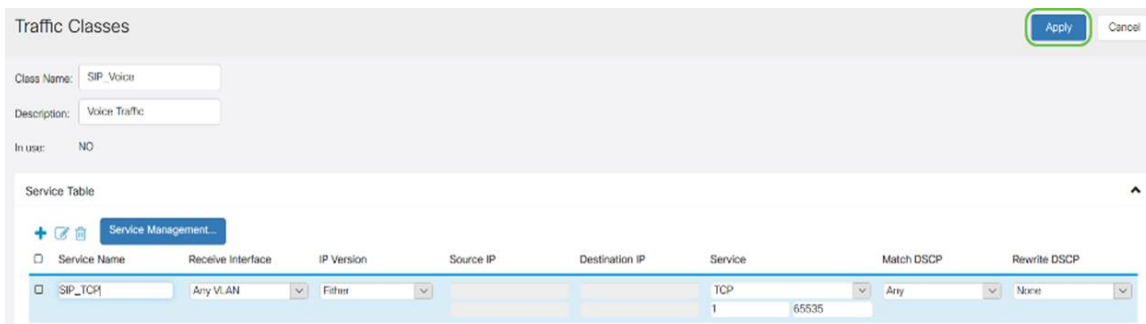 Traffic Classes
Apply
Cancel
Class Name: SIP_Voice
Description: Voice Traffic
In use: NO
Service Table
Service Management...
Service Name Receive Interface IP Version Source IP Destination IP Service Match DSCP Rewrite DSCP
SIP_TCP Any VLAN Either TCP Any None
1 65535